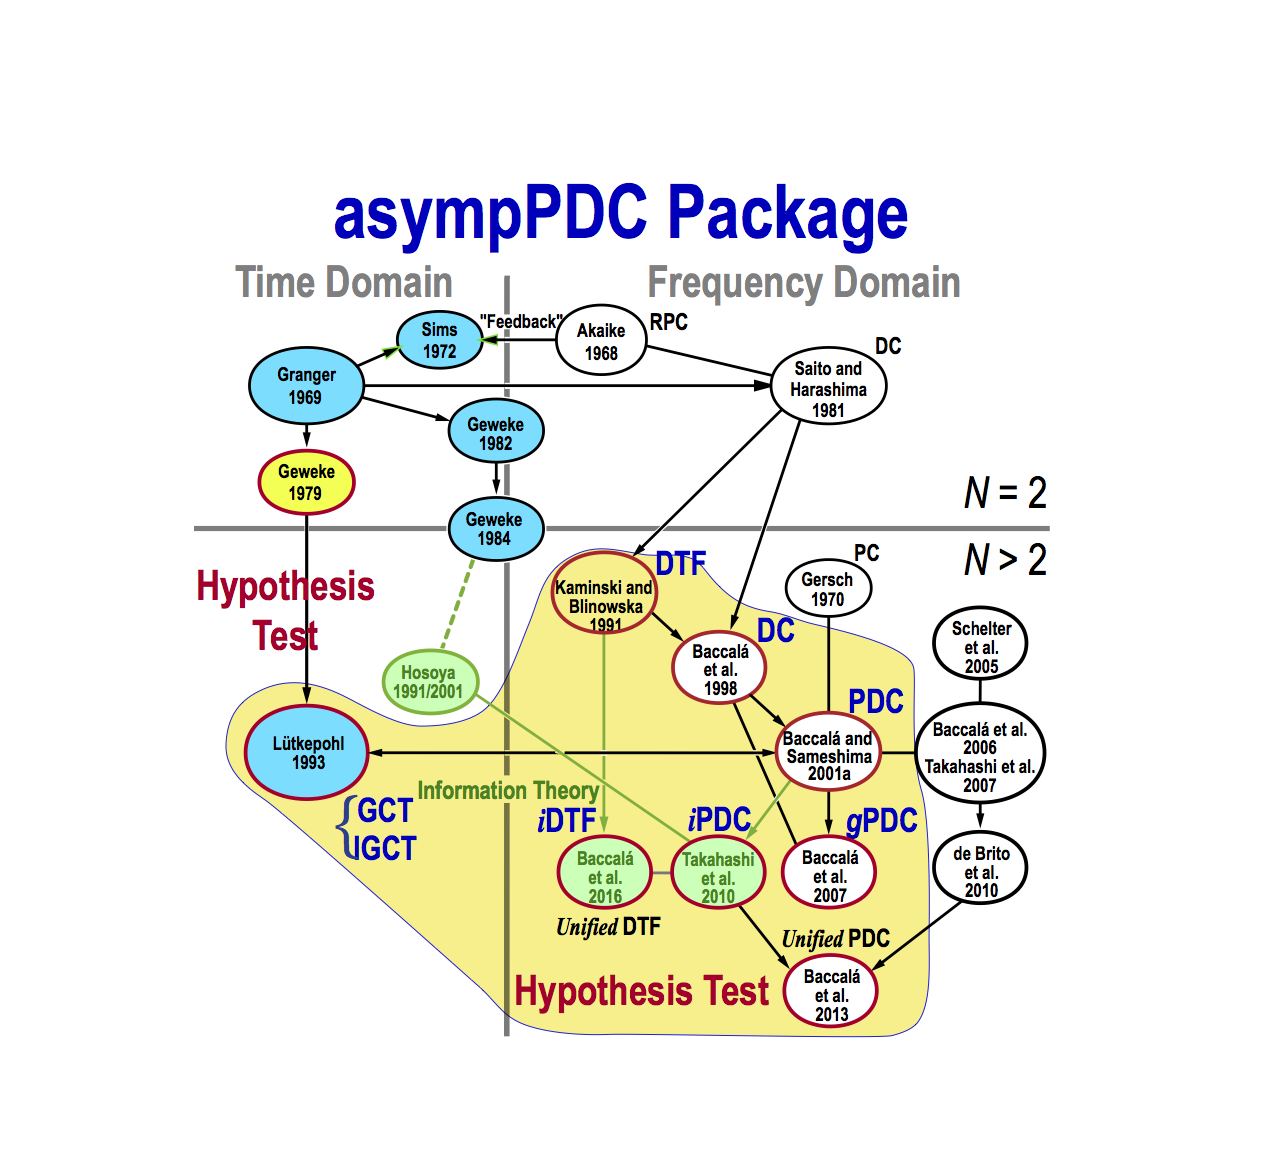 asympPDC Package
Time Domain
Frequency Domain
Sims
1972
"Feedback"
Akaike
1968
RPC
DC
Saito and
Harashima
1981
Granger
1969
Geweke
1982
Geweke
1979
N = 2
Geweke
1984
N > 2
Hypothesis
Test
Kaminski and
Blinowska
1991
DTF
PC
Gersch
1970
DC
Baccalá
et al.
1998
Schelter
et al.
2005
Hosoya
1991/2001
PDC
Lütkepohl
1993
Baccalá and
Sameshima
2001a
Baccalá et al.
2006
Takahashi et al.
2007
Information Theory
GCT
IGCT
iDTF
iPDC
gPDC
Baccalá
et al.
2016
Takahashi
et al.
2010
Baccalá
et al.
2007
de Brito
et al.
2010
Unified DTF
Unified PDC
Hypothesis Test
Baccalá
et al.
2013